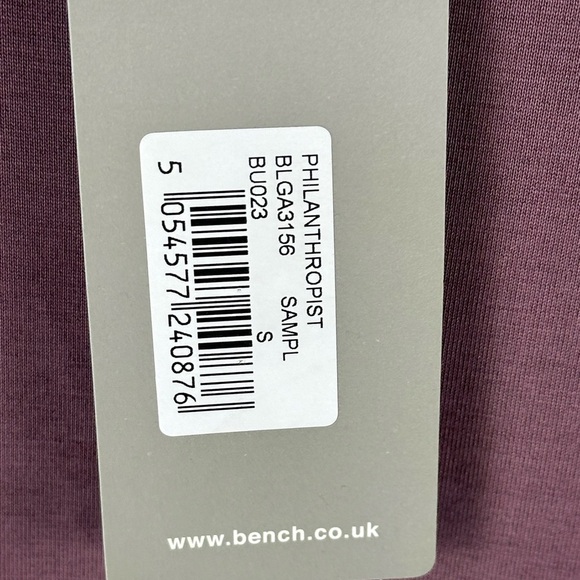 PHILANTHROPIST
BLGA3156 SAMPL
BU023 S
5 054577 240876
www.bench.co.uk